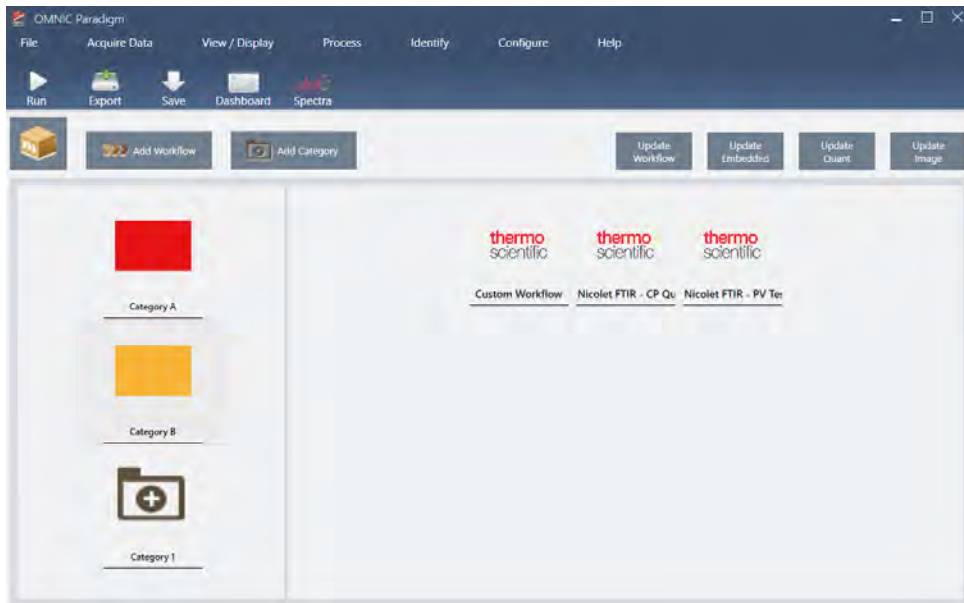 OMNIC Paradigm
File Acquire Data View / Display Process Identify Configure Help
Run Export Save Dashboard Spectra
Add Workflow Add Category
Update Workflow
Update Embedded
Update Quant
Update Image
thermo scientific
thermo scientific
thermo scientific
Custom Workflow Nicolet FTIR - CP Qu Nicolet FTIR - PV Tes
Category A
Category B
Category 1